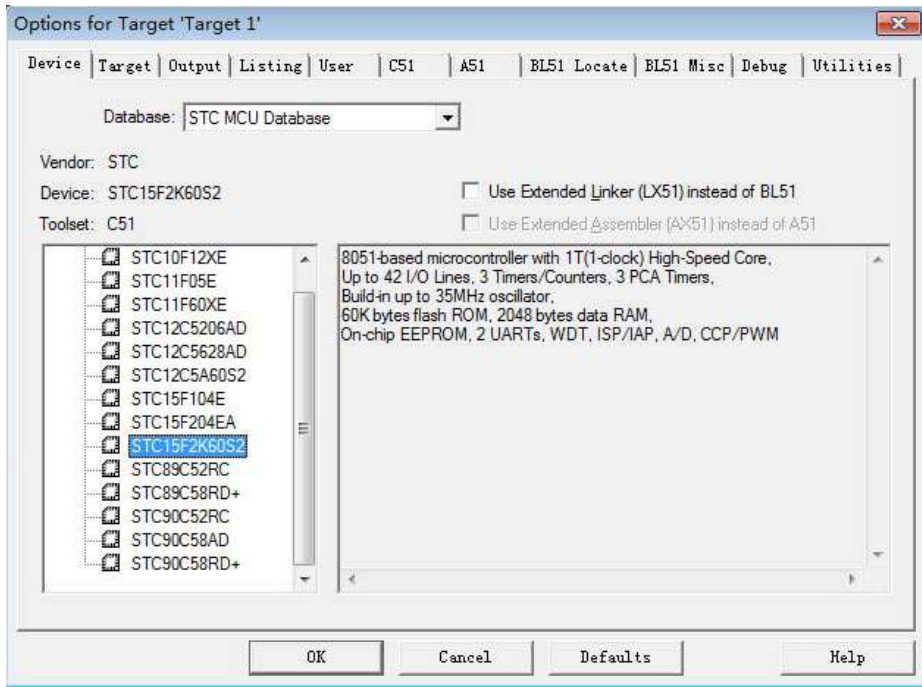 Options for Target 'Target 1'
Device Target Output Listing User C51 A51 BL51 Locate BL51 Misc Debug Utilities
Database: STC MCU Database
Vendor: STC
Device: STC15F2K60S2
Use Extended Linker (LX51) instead of BL51
Toolset: C51
Use Extended Assembler (AX51) instead of A51
STC10F12XE
STC11F05E
STC11F60XE
STC12C5206AD
STC12C5628AD
STC12C5A60S2
STC15F104E
STC15F204EA
STC15F2K60S2
STC89C52RC
STC89C58RD+
STC90C52RC
STC90C58AD
STC90C58RD+
8051-based microcontroller with 1T(1-clock) High-Speed Core,
Up to 42 I/O Lines, 3 Timers/Counters, 3 PCA Timers,
Build-in up to 35MHz oscillator,
60K bytes flash ROM, 2048 bytes data RAM,
On-chip EEPROM, 2 UARTs, WDT, ISP/IAP, A/D, CCP/PWM
OK Cancel Defaults Help